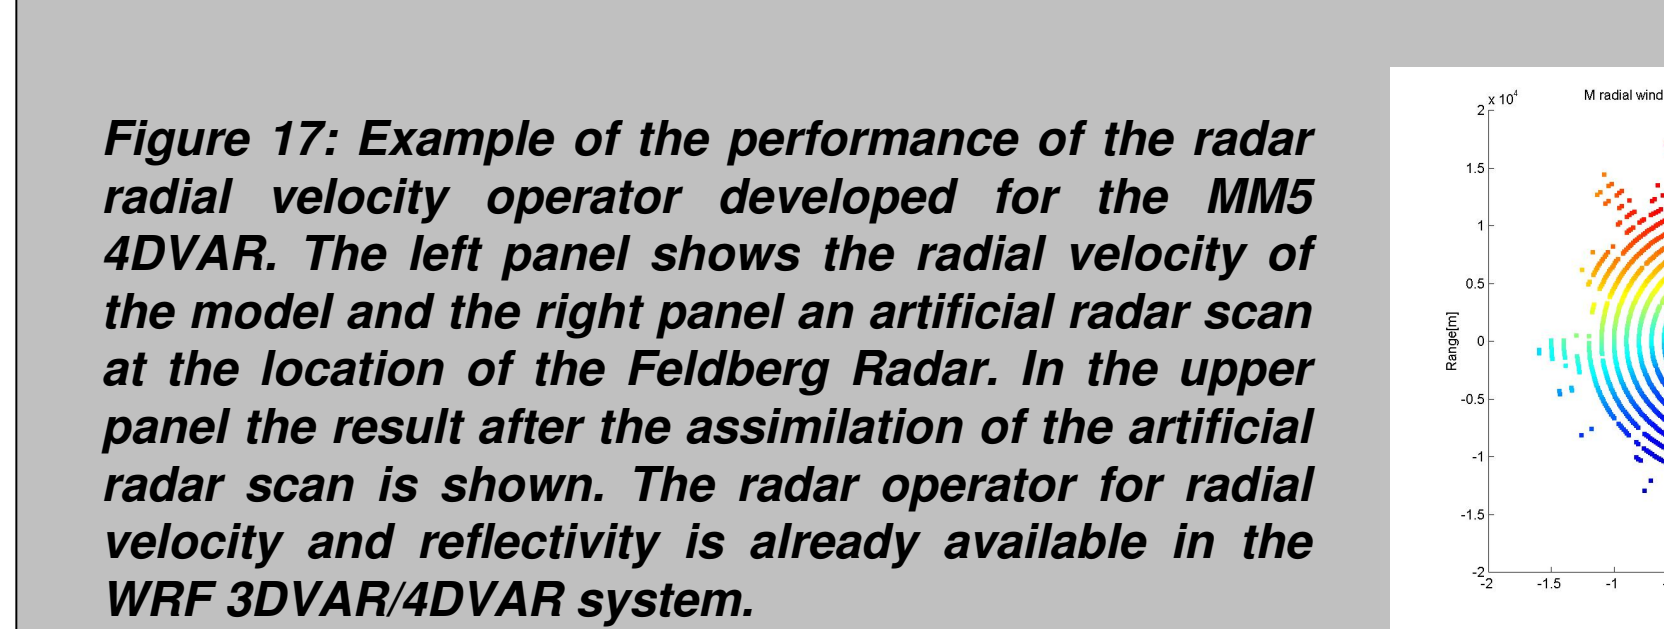 Figure 17: Example of the performance of the radar
radial velocity operator developed for the MM5
4DVAR. The left panel shows the radial velocity of
the model and the right panel an artificial radar scan
at the location of the Feldberg Radar. In the upper
panel the result after the assimilation of the artificial
radar scan is shown. The radar operator for radial
velocity and reflectivity is already available in the
WRF 3DVAR/4DVAR system.
x 10⁴
M radial wind
2
1.5
1
0.5
0
-0.5
-1
-1.5
-2
Range[m]
-2 -1.5 -1